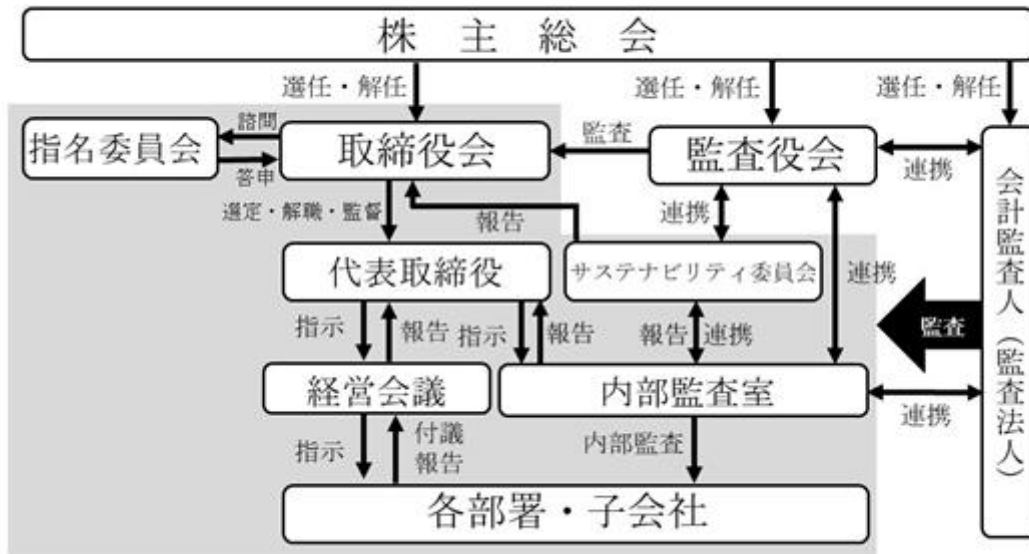 株主総会
選任・解任
選任・解任
選任・解任
指名委員会
諮問
答申
取締役会
監査
監査役会
連携
会計監査人（監査法人）
選定・解職・監督
報告
連携
連携
代表取締役
サステナビリティ委員会
監査
指示
報告
指示
報告
報告
連携
経営会議
内部監査室
連携
指示
付議
報告
内部監査
各部署・子会社